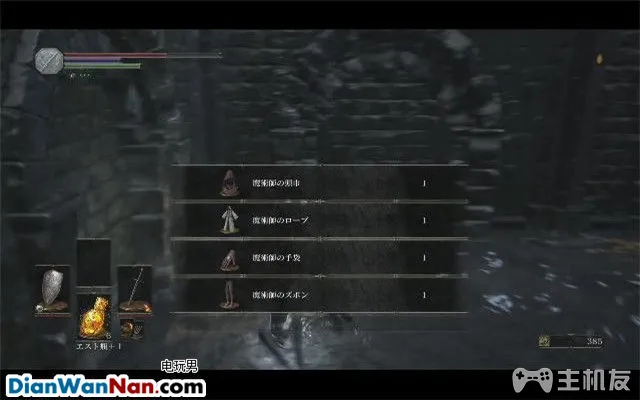 魔術師の黒巾 1
魔術師のローブ 1
魔術師の手袋 1
魔術師のズボン 1
6
エスト瓶+1
385
电玩男
DianWanNan.com
主机友